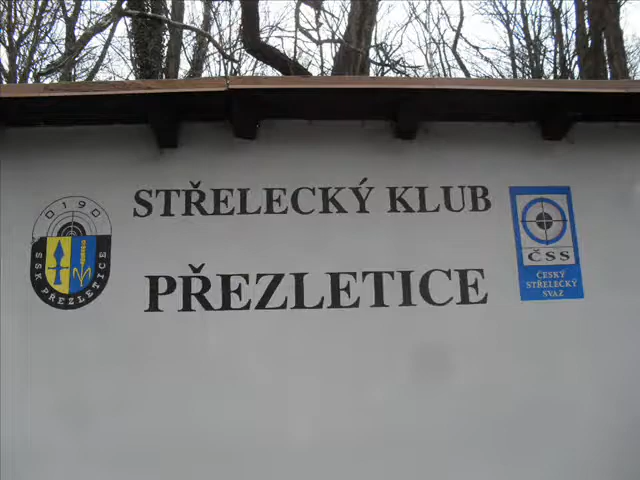 STŘELECKÝ KLUB
PŘEZLETICE
0190
SSK PŘEZLETICE
ČSS
ČESKÝ
STŘELECKÝ
SVAZ